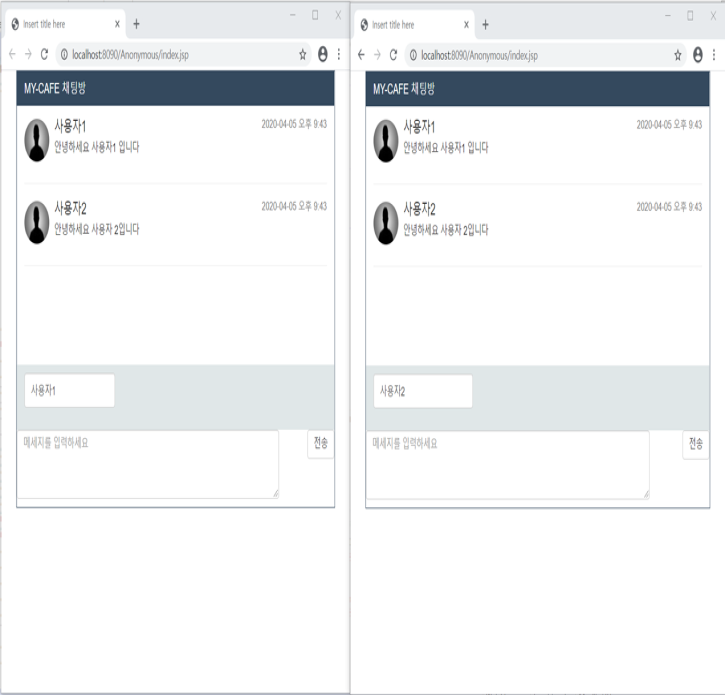 Insert title here
localhost:8090/Anonymous/index.jsp
MY-CAFE 채팅방
사용자1
2020-04-05 오후 9:43
안녕하세요 사용자1 입니다
사용자2
2020-04-05 오후 9:43
안녕하세요 사용자 2입니다
사용자1
메세지를 입력하세요
전송
Insert title here
localhost:8090/Anonymous/index.jsp
MY-CAFE 채팅방
사용자1
2020-04-05 오후 9:43
안녕하세요 사용자1 입니다
사용자2
2020-04-05 오후 9:43
안녕하세요 사용자 2입니다
사용자2
메세지를 입력하세요
전송